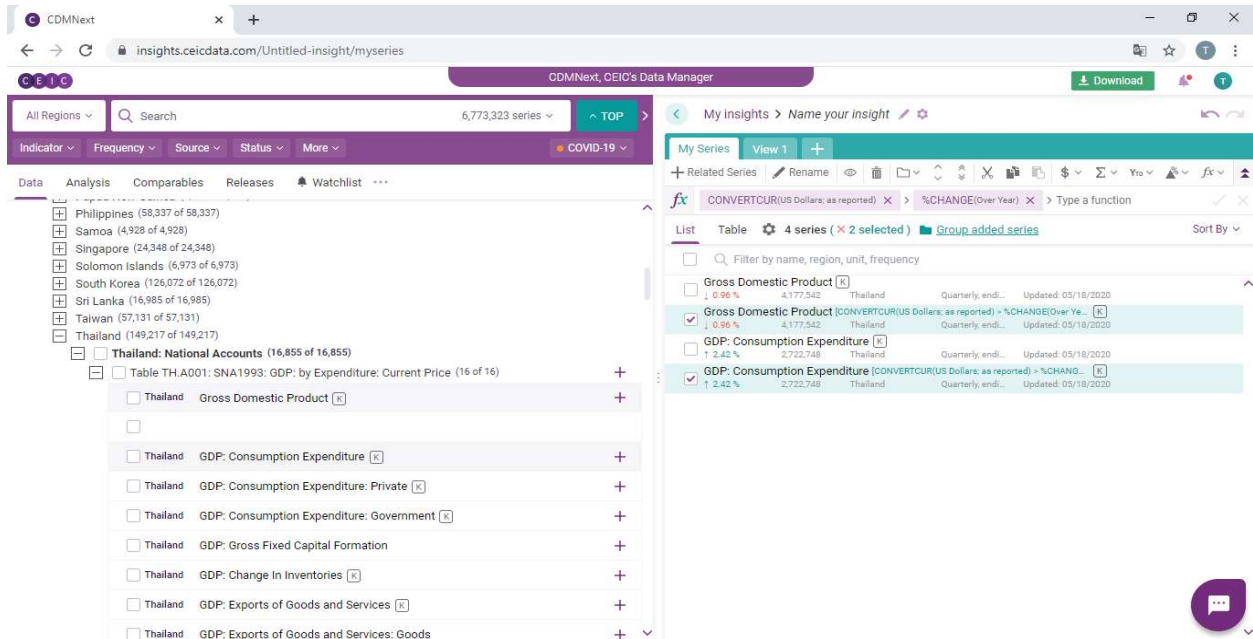 CDMNext
insights.ceicdata.com/Untitled-insight/myseries
T
CEIC
CDMNext, CEIC's Data Manager
Download
T
All Regions
Search
6,773,323 series
TOP
Indicator
Frequency
Source
Status
More
COVID-19
Data
Analysis
Comparables
Releases
Watchlist
Philippines (58,337 of 58,337)
Samoa (4,928 of 4,928)
Singapore (24,348 of 24,348)
Solomon Islands (6,973 of 6,973)
South Korea (126,072 of 126,072)
Sri Lanka (16,985 of 16,985)
Taiwan (57,131 of 57,131)
Thailand (149,217 of 149,217)
Thailand: National Accounts (16,855 of 16,855)
Table TH.A001: SNA1993: GDP: by Expenditure: Current Price (16 of 16)
Thailand Gross Domestic Product K
Thailand GDP: Consumption Expenditure K
Thailand GDP: Consumption Expenditure: Private K
Thailand GDP: Consumption Expenditure: Government K
Thailand GDP: Gross Fixed Capital Formation
Thailand GDP: Change In Inventories K
Thailand GDP: Exports of Goods and Services K
Thailand GDP: Exports of Goods and Services: Goods
My insights > Name your insight
My Series
View 1
+ Related Series
Rename
fx CONVERTCUR(US Dollars; as reported) × > %CHANGE(Over Year) × > Type a function
List Table 4 series (× 2 selected) Group added series Sort By
Filter by name, region, unit, frequency
Gross Domestic Product K
↓ 0.96 % 4,177,542 Thailand Quarterly, endi... Updated: 05/18/2020
Gross Domestic Product [CONVERTCUR(US Dollars; as reported) > %CHANGE(Over Ye... K
↓ 0.96 % 4,177,542 Thailand Quarterly, endi... Updated: 05/18/2020
GDP: Consumption Expenditure K
↑ 2.42 % 2,722,748 Thailand Quarterly, endi... Updated: 05/18/2020
GDP: Consumption Expenditure [CONVERTCUR(US Dollars; as reported) > %CHANG... K
↑ 2.42 % 2,722,748 Thailand Quarterly, endi... Updated: 05/18/2020